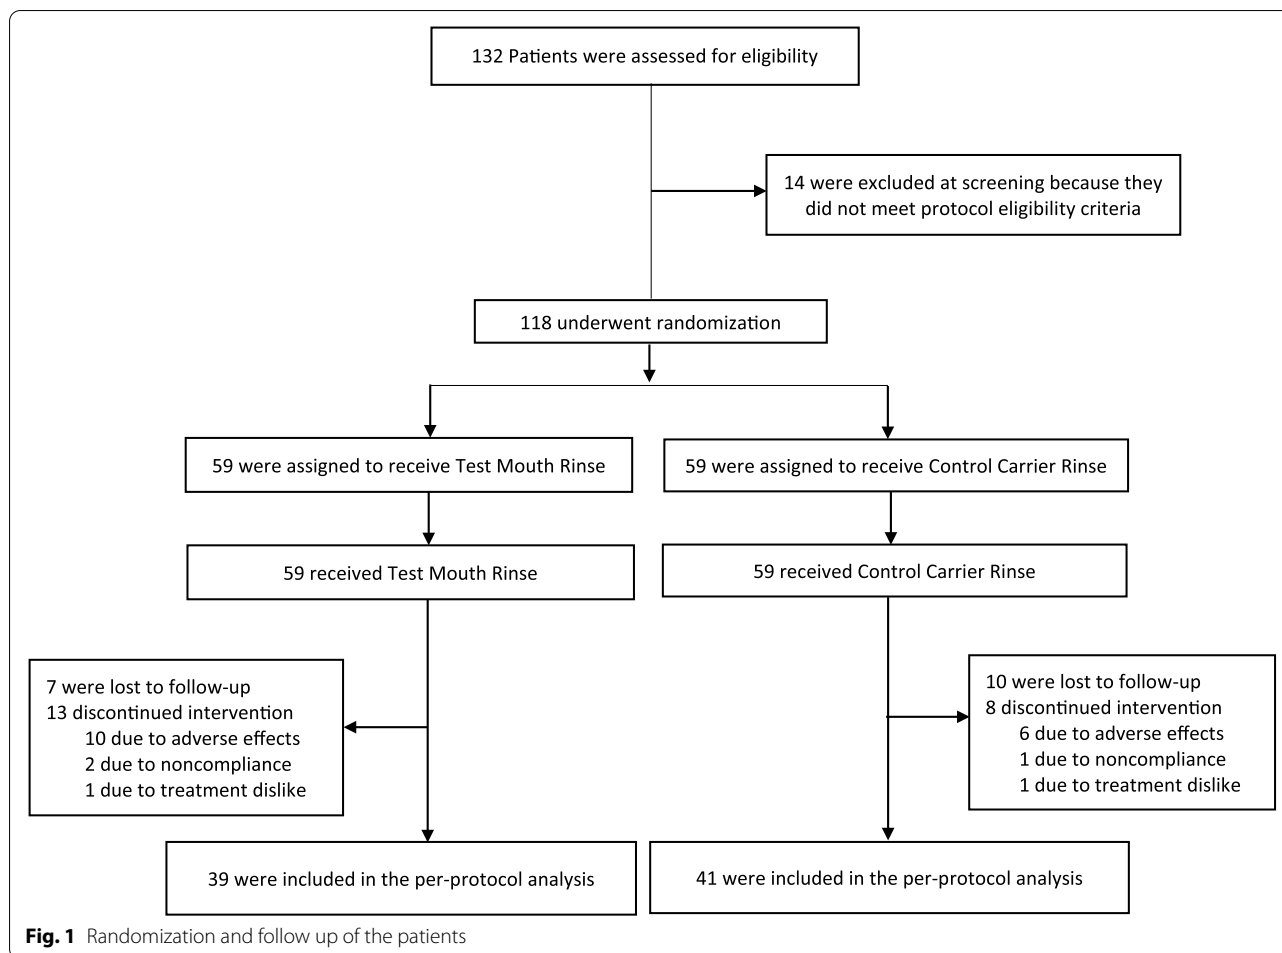 132 Patients were assessed for eligibility
14 were excluded at screening because they
did not meet protocol eligibility criteria
118 underwent randomization
59 were assigned to receive Test Mouth Rinse
59 were assigned to receive Control Carrier Rinse
59 received Test Mouth Rinse
59 received Control Carrier Rinse
7 were lost to follow-up
13 discontinued intervention
10 due to adverse effects
2 due to noncompliance
1 due to treatment dislike
10 were lost to follow-up
8 discontinued intervention
6 due to adverse effects
1 due to noncompliance
1 due to treatment dislike
39 were included in the per-protocol analysis
41 were included in the per-protocol analysis
Fig. 1 Randomization and follow up of the patients